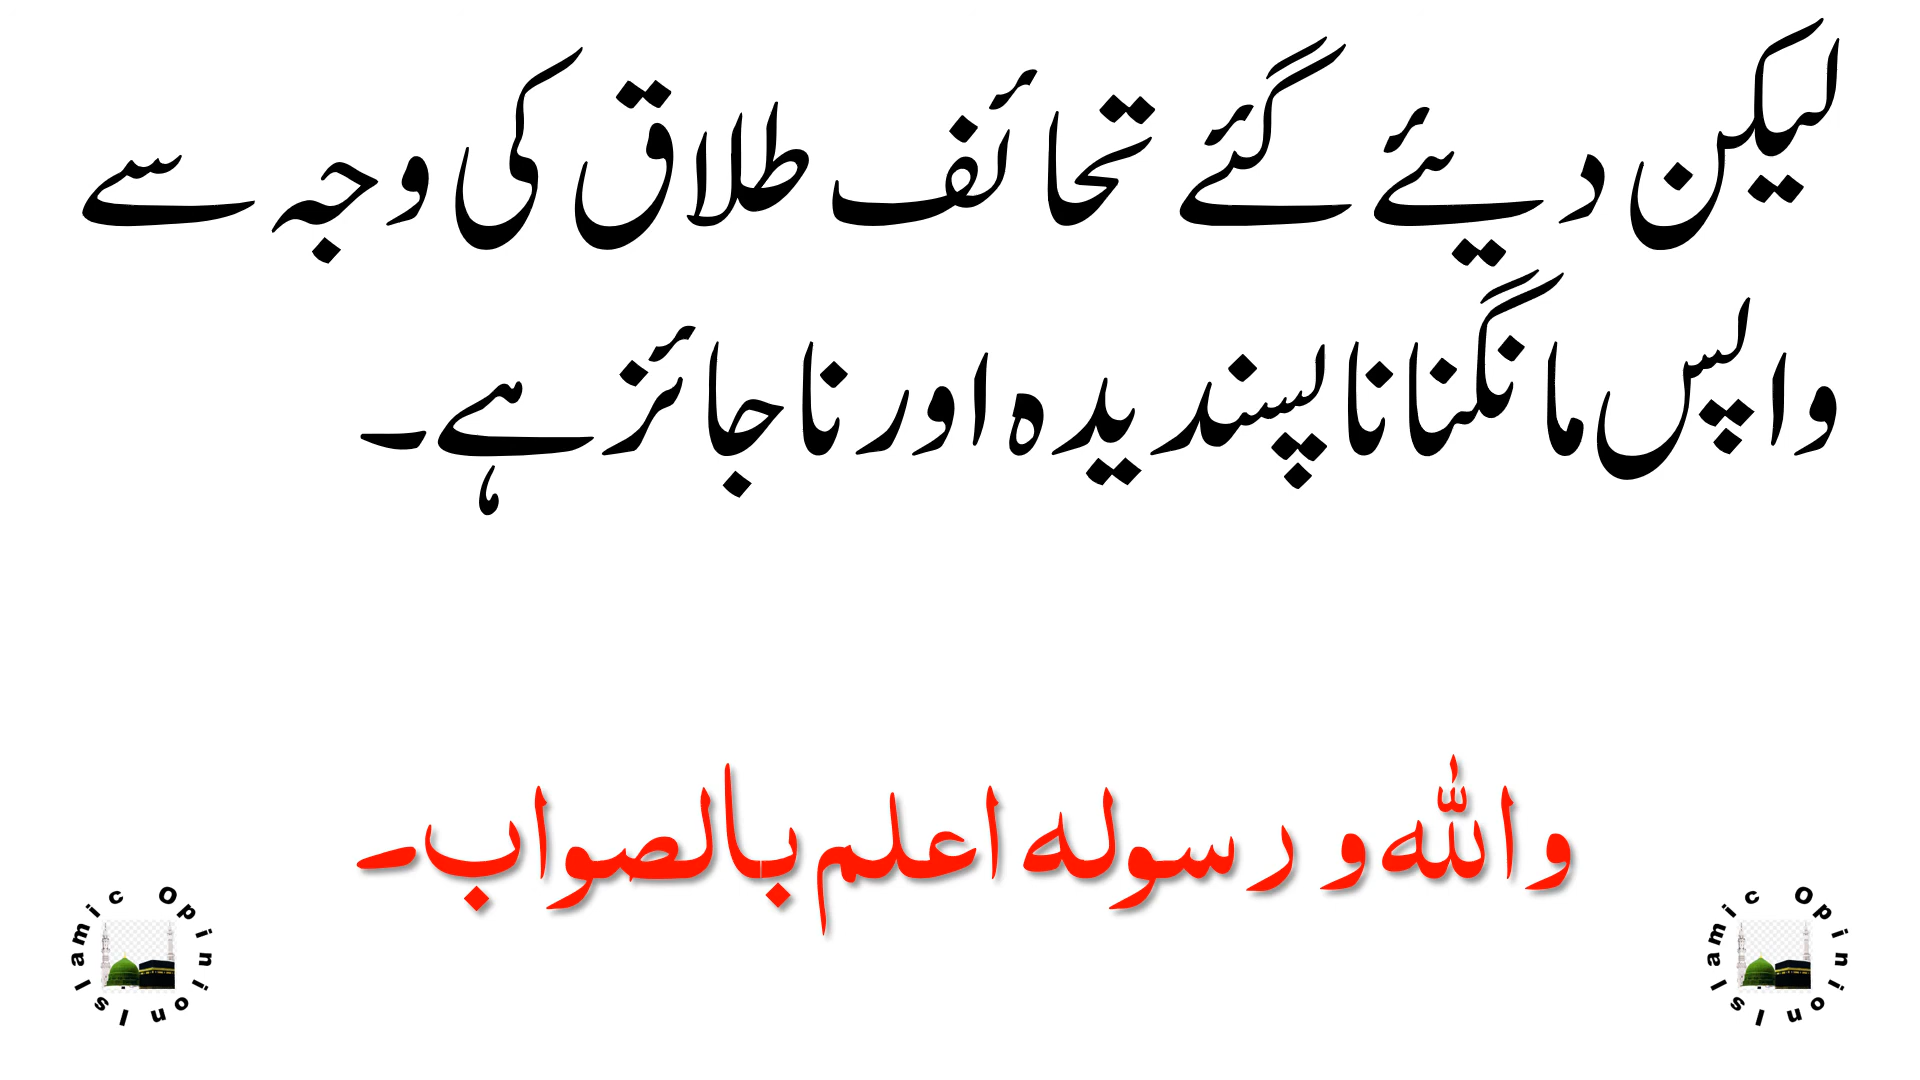 لیکن دیئے گئے تحائف طلاق کی وجہ سے
واپس مانگنا ناپسندیدہ اور ناجائز ہے۔
واللہ و رسولہ اعلم بالصواب۔
Islamic Opinion
Islamic Opinion